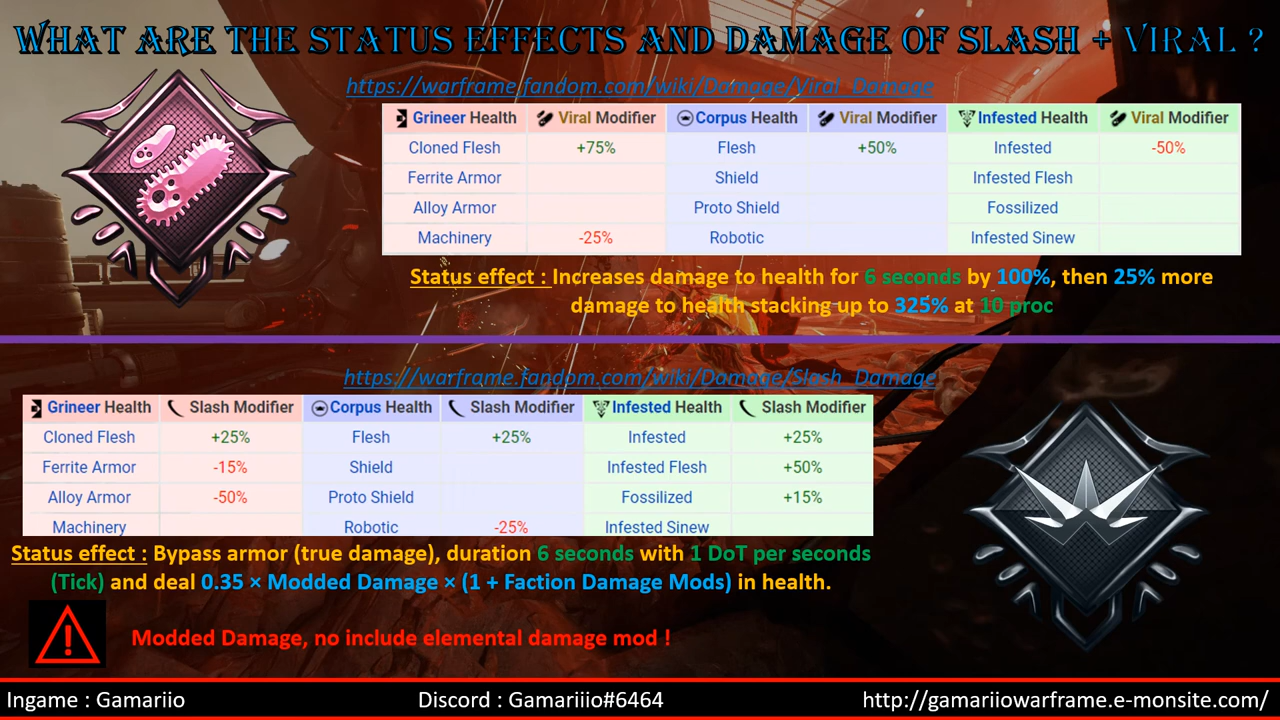 WHAT ARE THE STATUS EFFECTS AND DAMAGE OF SLASH + VIRAL ?
https://warframe.fandom.com/wiki/Damage/Viral_Damage
Grineer Health Viral Modifier Corpus Health Viral Modifier Infested Health Viral Modifier
Cloned Flesh +75% Flesh +50% Infested -50%
Ferrite Armor Shield Infested Flesh
Alloy Armor Proto Shield Fossilized
Machinery -25% Robotic Infested Sinew
Status effect : Increases damage to health for 6 seconds by 100%, then 25% more
damage to health stacking up to 325% at 10 proc
https://warframe.fandom.com/wiki/Damage/Slash_Damage
Grineer Health Slash Modifier Corpus Health Slash Modifier Infested Health Slash Modifier
Cloned Flesh +25% Flesh +25% Infested +25%
Ferrite Armor -15% Shield Infested Flesh +50%
Alloy Armor -50% Proto Shield Fossilized +15%
Machinery Robotic -25% Infested Sinew
Status effect : Bypass armor (true damage), duration 6 seconds with 1 DoT per seconds
(Tick) and deal 0.35 × Modded Damage × (1 + Faction Damage Mods) in health.
Modded Damage, no include elemental damage mod !
Ingame : Gamariio Discord : Gamariiio#6464 http://gamariiowarframe.e-monsite.com/